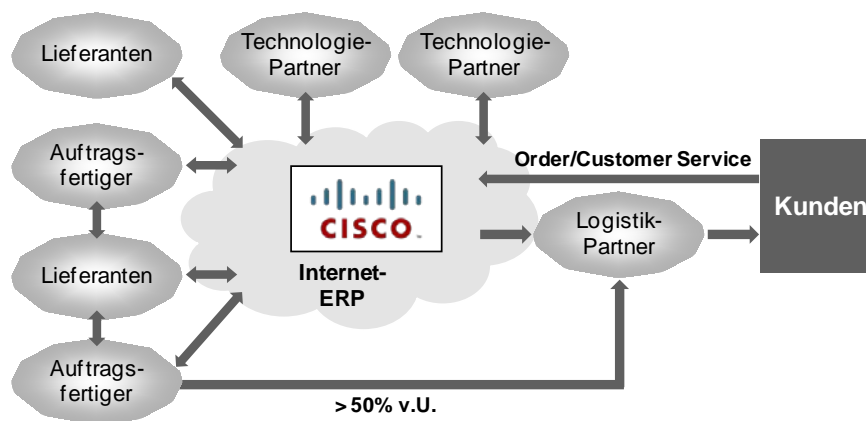 Lieferanten
Technologie-
Partner
Technologie-
Partner
Auftrags-
fertiger
Order/Customer Service
CISCO
Kunden
Logistik-
Partner
Lieferanten
Internet-
ERP
Auftrags-
fertiger
> 50% v.U.